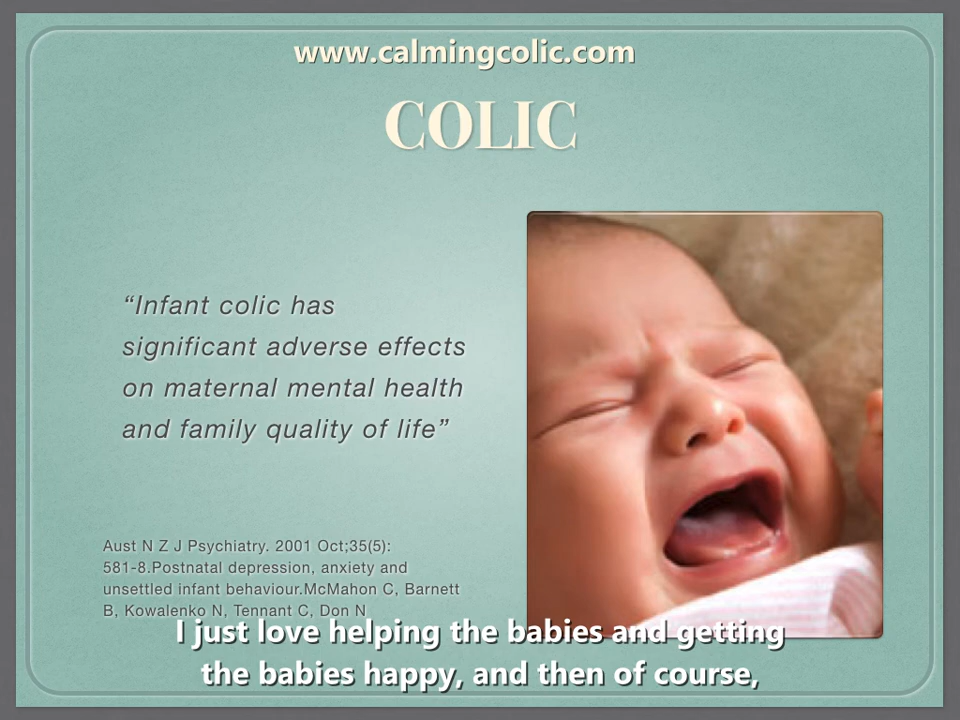 www.calmingcolic.com
COLIC
“Infant colic has
significant adverse effects
on maternal mental health
and family quality of life”
Aust N Z J Psychiatry. 2001 Oct;35(5):
581-8.Postnatal depression, anxiety and
unsettled infant behaviour.McMahon C, Barnett
B, Kowalenko N, Tennant C, Don N
I just love helping the babies and getting
the babies happy, and then of course,